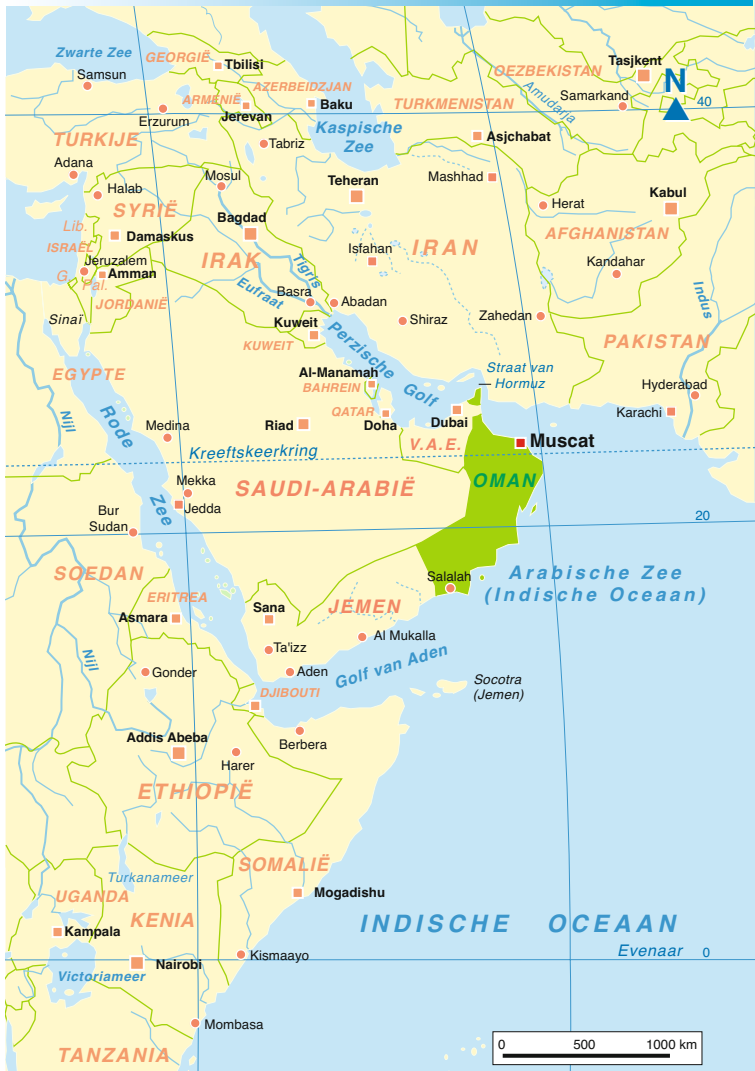 Zwarte Zee
GEORGIË
Tbilisi
Samsun
OEZBEKISTAN
Tasjkent
N
AZERBEIDZJAN
ARMENIË
Baku
TURKMENISTAN
Samarkand
40
Amudarja
Erzurum
Jerevan
Kaspische
Zee
Asjchabat
TURKIJE
Tabriz
Adana
Mosul
Teheran
Mashhad
Halab
Kabul
SYRIË
Herat
Bagdad
Lib.
Damaskus
AFGHANISTAN
ISRAËL
IRAK
Isfahan
IRAN
Jeruzalem
G.
Amman
Pal.
Tigris
Kandahar
JORDANIË
Eufraat
Basra
Abadan
Indus
Sinaï
Kuweit
Shiraz
Zahedan
KUWEIT
Perzische
Golf
PAKISTAN
EGYPTE
Al-Manamah
BAHREIN
Straat van
Hormuz
Hyderabad
Nijl
Rode
Zee
Medina
Riad
QATAR
Doha
Dubai
Karachi
V.A.E.
Muscat
Kreeftskeerkring
Mekka
SAUDI-ARABIË
OMAN
Jedda
Bur
Sudan
20
SOEDAN
Salalah
Arabische Zee
(Indische Oceaan)
ERITREA
Asmara
Sana
JEMEN
Al Mukalla
Nijl
Ta'izz
Gonder
Aden
Golf van Aden
Socotra
(Jemen)
DJIBOUTI
Addis Abeba
Berbera
Harer
ETHIOPIË
SOMALIË
Turkanameer
UGANDA
Mogadishu
KENIA
INDISCHE OCEAAN
Kampala
Evenaar
0
Kismaayo
Nairobi
Victoriameer
Mombasa
TANZANIA
0 500 1000 km